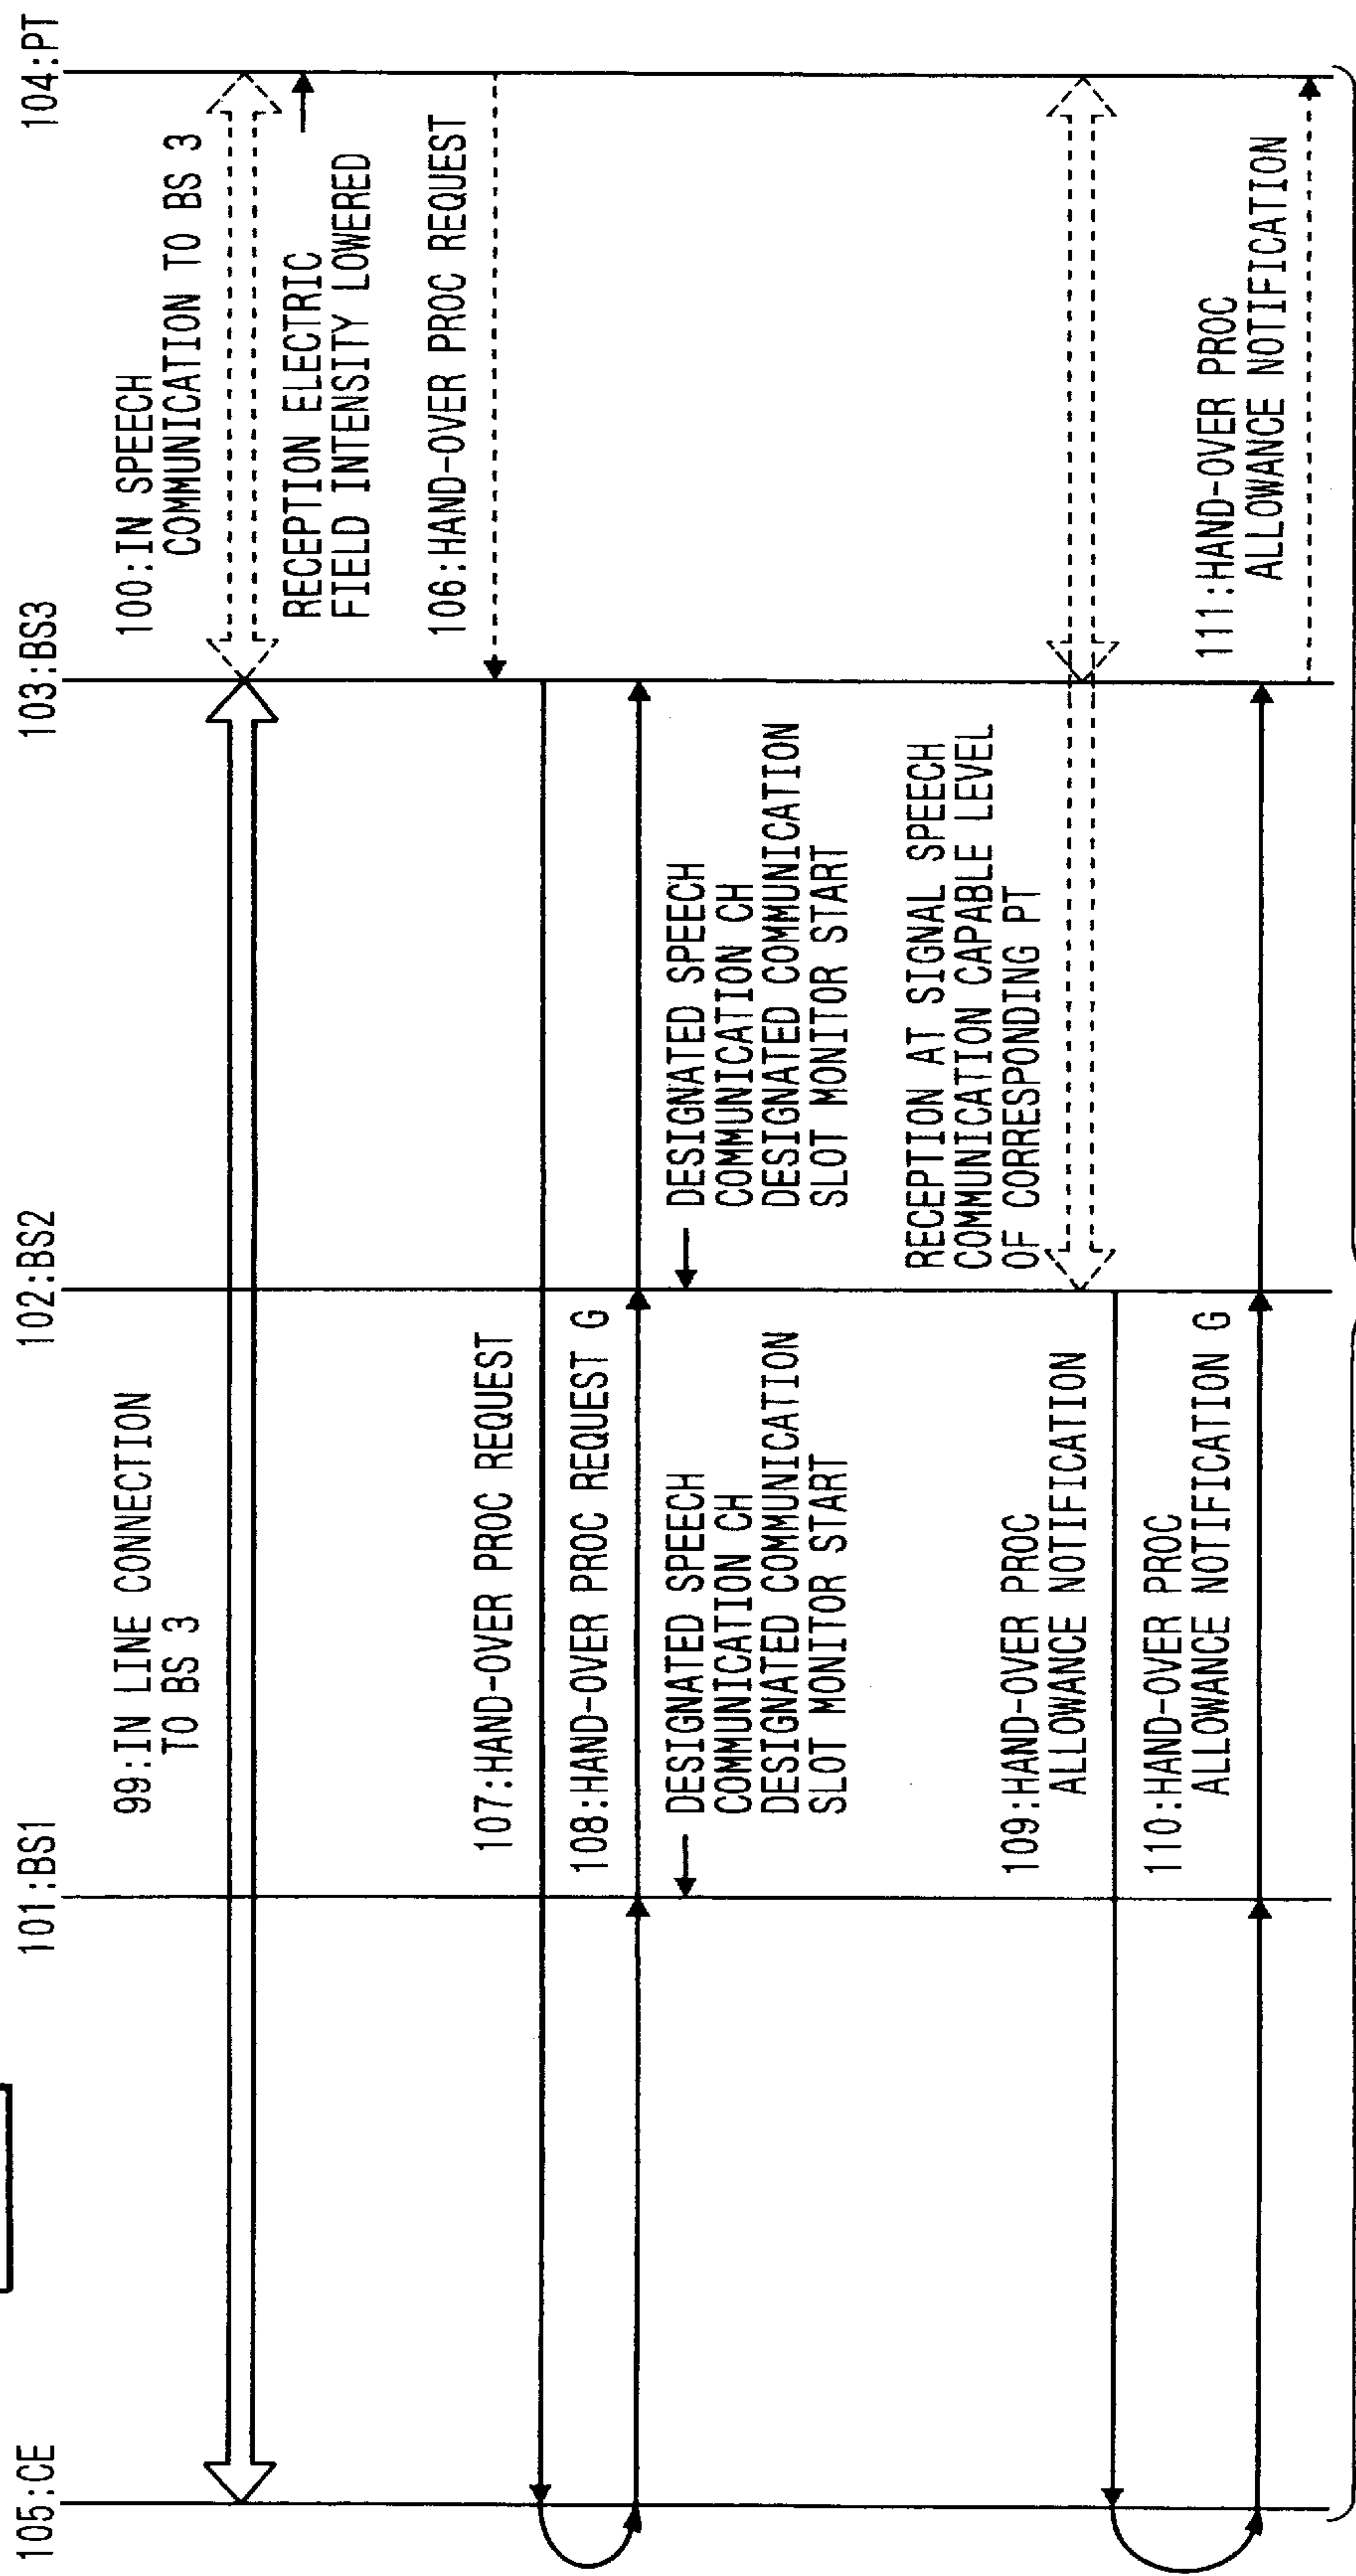 105:CE
101:BS1
102:BS2
103:BS3
104:PT
99:IN LINE CONNECTION
TO BS 3
100:IN SPEECH
COMMUNICATION TO BS 3
RECEPTION ELECTRIC
FIELD INTENSITY LOWERED
106:HAND-OVER PROC REQUEST
107:HAND-OVER PROC REQUEST
108:HAND-OVER PROC REQUEST G
DESIGNATED SPEECH
COMMUNICATION CH
DESIGNATED COMMUNICATION
SLOT MONITOR START
DESIGNATED SPEECH
COMMUNICATION CH
DESIGNATED COMMUNICATION
SLOT MONITOR START
RECEPTION AT SIGNAL SPEECH
COMMUNICATION CAPABLE LEVEL
OF CORRESPONDING PT
109:HAND-OVER PROC
ALLOWANCE NOTIFICATION
110:HAND-OVER PROC
ALLOWANCE NOTIFICATION G
111:HAND-OVER PROC
ALLOWANCE NOTIFICATION